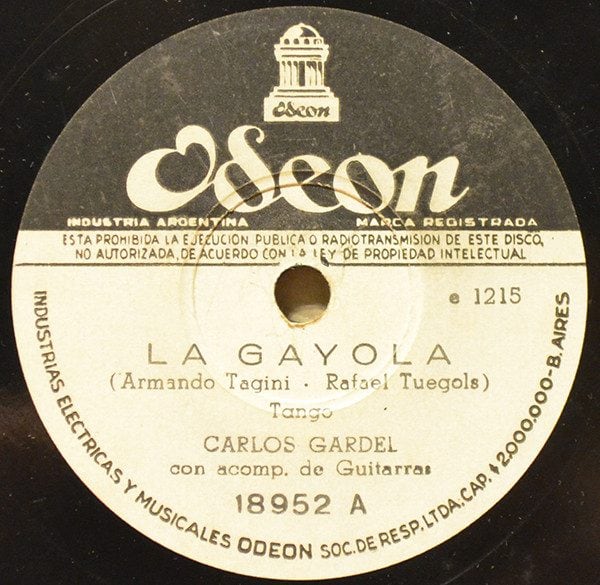 Odeon
Odeon
INDUSTRIA ARGENTINA MARCA REGISTRADA
ESTA PROHIBIDA LA EJECUCION PUBLICA O RADIOTRANSMISION DE ESTE DISCO,
NO AUTORIZADA, DE ACUERDO CON LA LEY DE PROPIEDAD INTELECTUAL
e 1215
LA GAYOLA
(Armando Tagini · Rafael Tuegols)
Tango
CARLOS GARDEL
con acomp. de Guitarras
18952 A
INDUSTRIAS ELECTRICAS Y MUSICALES ODEON SOC. DE RESP. LTDA. CAP. $ 2.000.000-B. AIRES